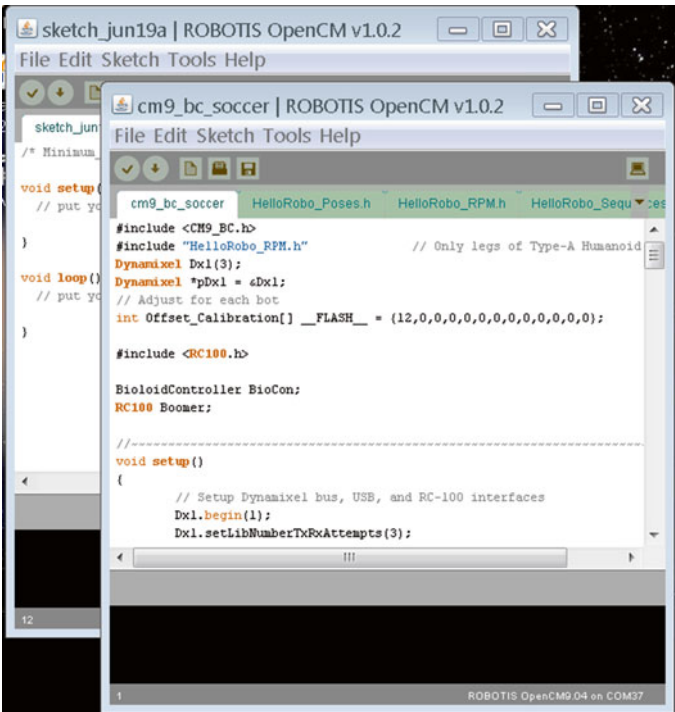 sketch_jun19a | ROBOTIS OpenCM v1.0.2
File Edit Sketch Tools Help
sketch_jun
/* Minimum_
void setup(
// put yo
}
void loop()
// put yo
}
12
cm9_bc_soccer | ROBOTIS OpenCM v1.0.2
File Edit Sketch Tools Help
cm9_bc_soccer HelloRobo_Poses.h HelloRobo_RPM.h HelloRobo_Sequ ces
#include <CM9_BC.h>
#include "HelloRobo_RPM.h" // Only legs of Type-A Humanoid
Dynamixel Dxl(3);
Dynamixel *pDxl = &Dxl;
// Adjust for each bot
int Offset_Calibration[] __FLASH__ = {12,0,0,0,0,0,0,0,0,0,0,0,0};
#include <RC100.h>
BioloidController BioCon;
RC100 Boomer;
//----------------------------------------------------------------------
void setup()
{
// Setup Dynamixel bus, USB, and RC-100 interfaces
Dxl.begin(1);
Dxl.setLibNumberTxRxAttempts(3);
1
ROBOTIS OpenCM9.04 on COM37